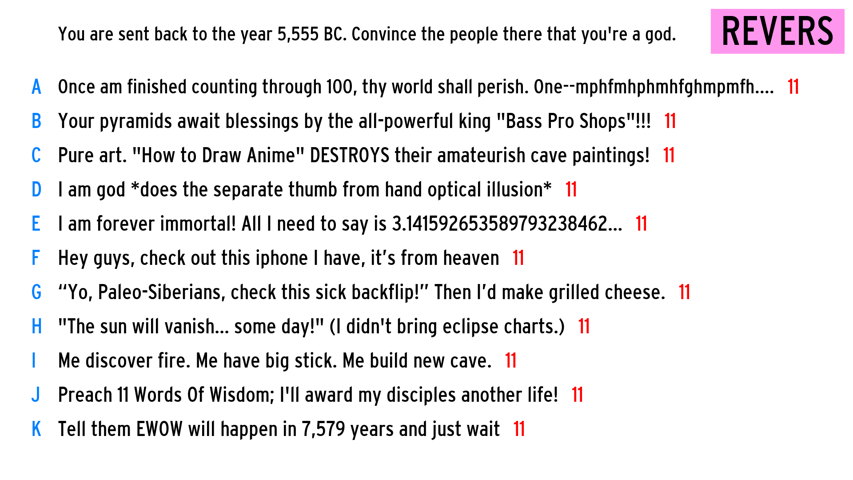 You are sent back to the year 5,555 BC. Convince the people there that you're a god.
REVERS
A Once am finished counting through 100, thy world shall perish. One--mphfmhphmhfghmpmfh.... 11
B Your pyramids await blessings by the all-powerful king "Bass Pro Shops"!!! 11
C Pure art. "How to Draw Anime" DESTROYS their amateurish cave paintings! 11
D I am god *does the separate thumb from hand optical illusion* 11
E I am forever immortal! All I need to say is 3.141592653589793238462... 11
F Hey guys, check out this iphone I have, it’s from heaven 11
G “Yo, Paleo-Siberians, check this sick backflip!” Then I’d make grilled cheese. 11
H "The sun will vanish... some day!" (I didn't bring eclipse charts.) 11
I Me discover fire. Me have big stick. Me build new cave. 11
J Preach 11 Words Of Wisdom; I'll award my disciples another life! 11
K Tell them EWOW will happen in 7,579 years and just wait 11